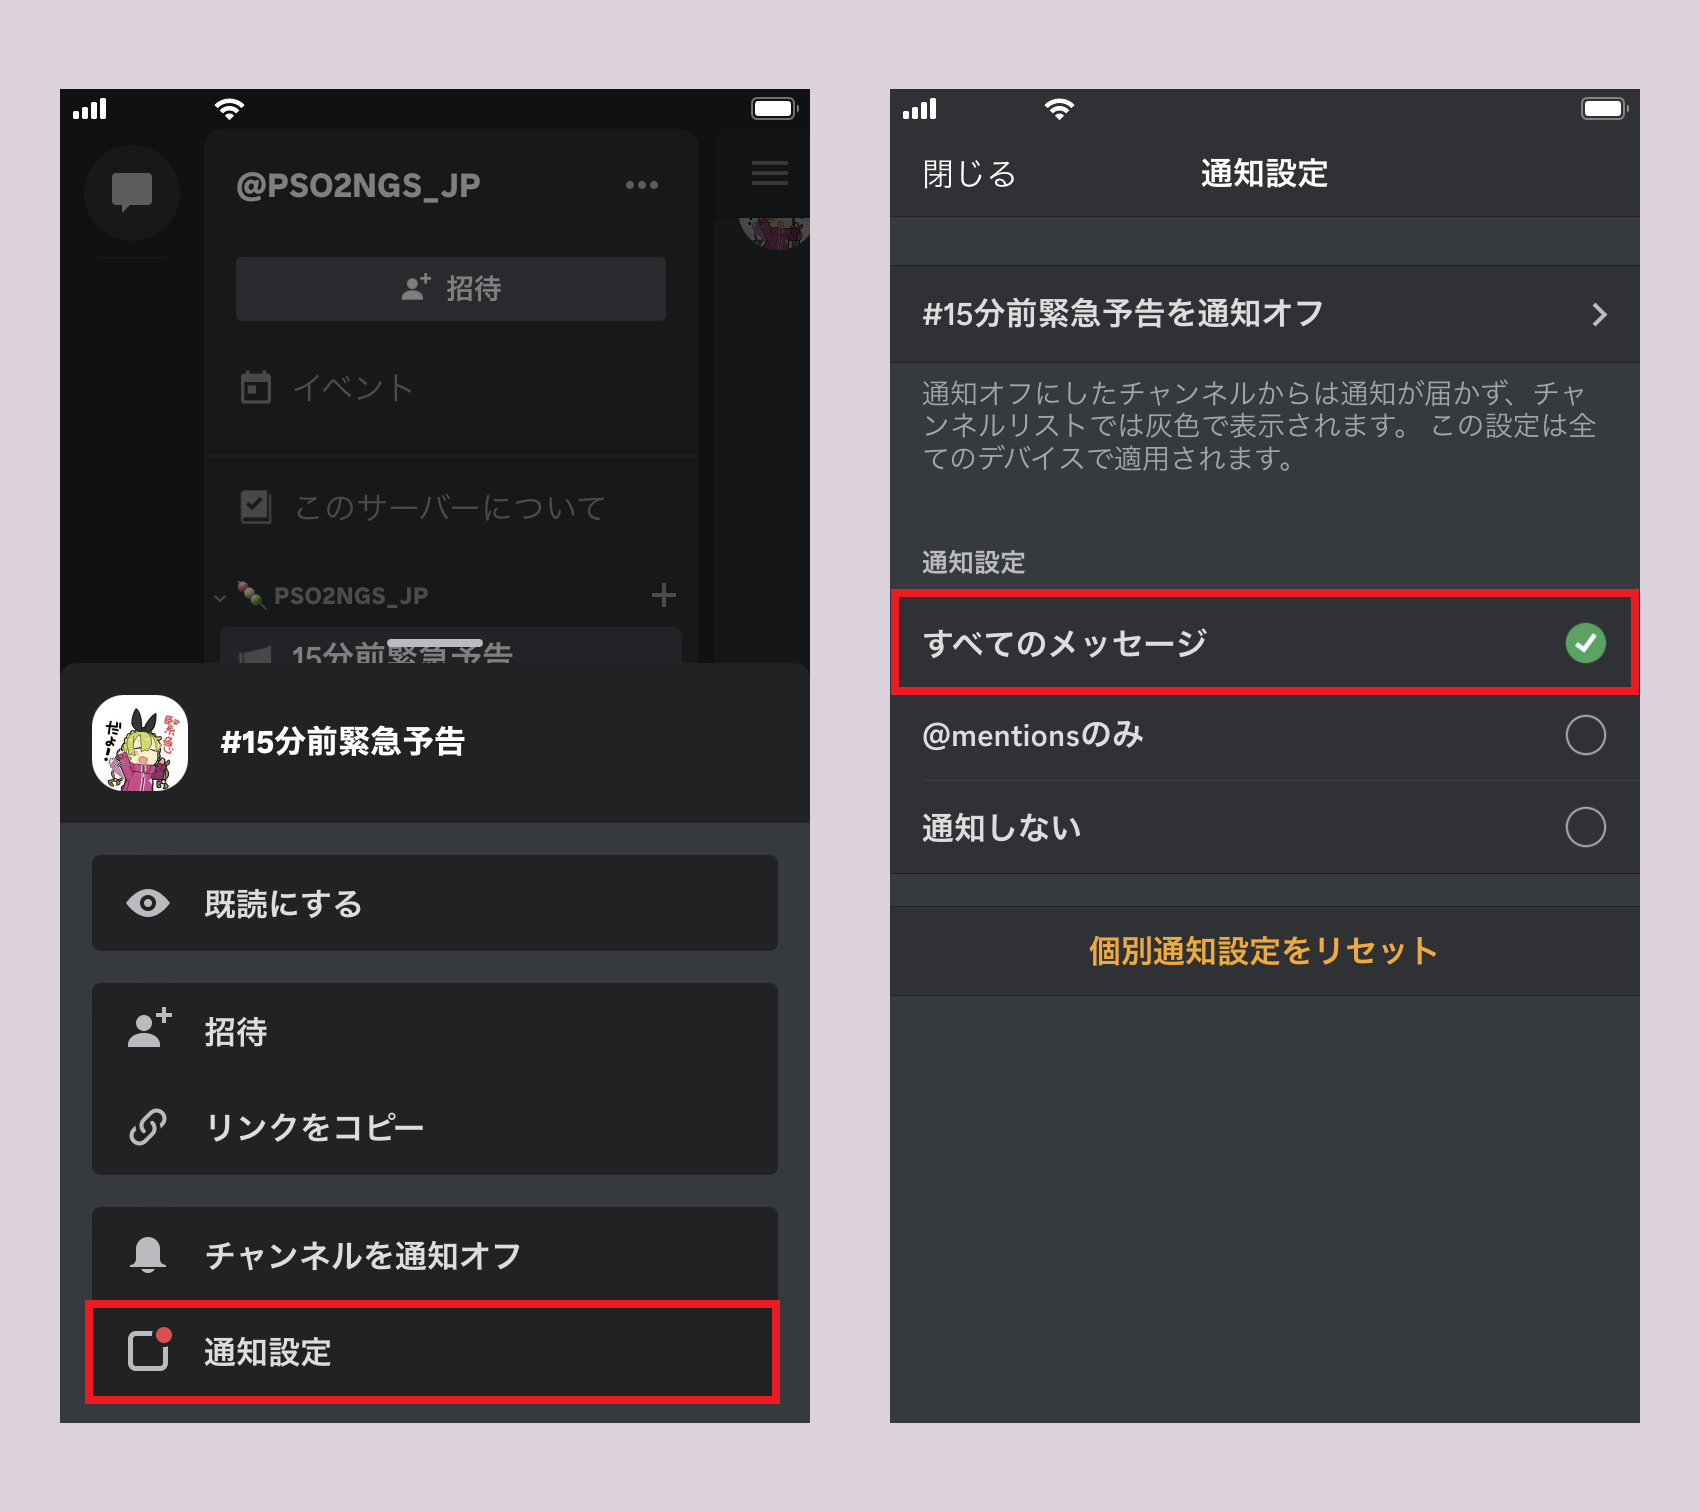 @PSO2NGS_JP
招待
イベント
このサーバーについて
PSO2NGS_JP
15分前緊急予告
緊急
だよ!
#15分前緊急予告
既読にする
招待
リンクをコピー
チャンネルを通知オフ
通知設定
閉じる
通知設定
#15分前緊急予告を通知オフ
通知オフにしたチャンネルからは通知が届かず、チャ
ンネルリストでは灰色で表示されます。 この設定は全
てのデバイスで適用されます。
通知設定
すべてのメッセージ
@mentionsのみ
通知しない
個別通知設定をリセット